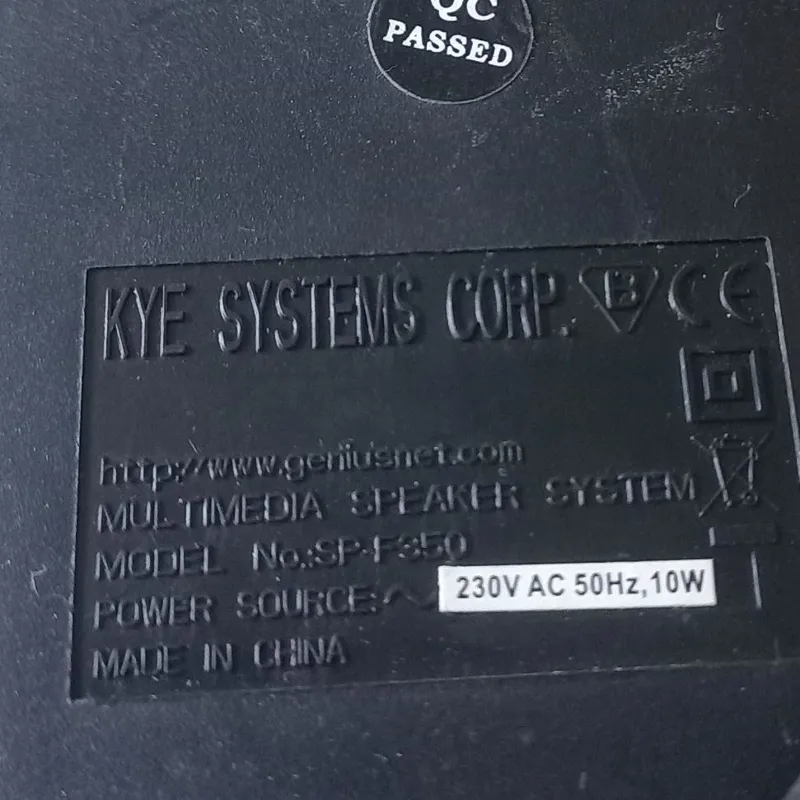 QC
PASSED
KYE SYSTEMS CORP. B CE
http://www.geniusnet.com
MULTIMEDIA SPEAKER SYSTEM
MODEL No.:SP-F350
POWER SOURCE:~ 230V AC 50Hz,10W
MADE IN CHINA